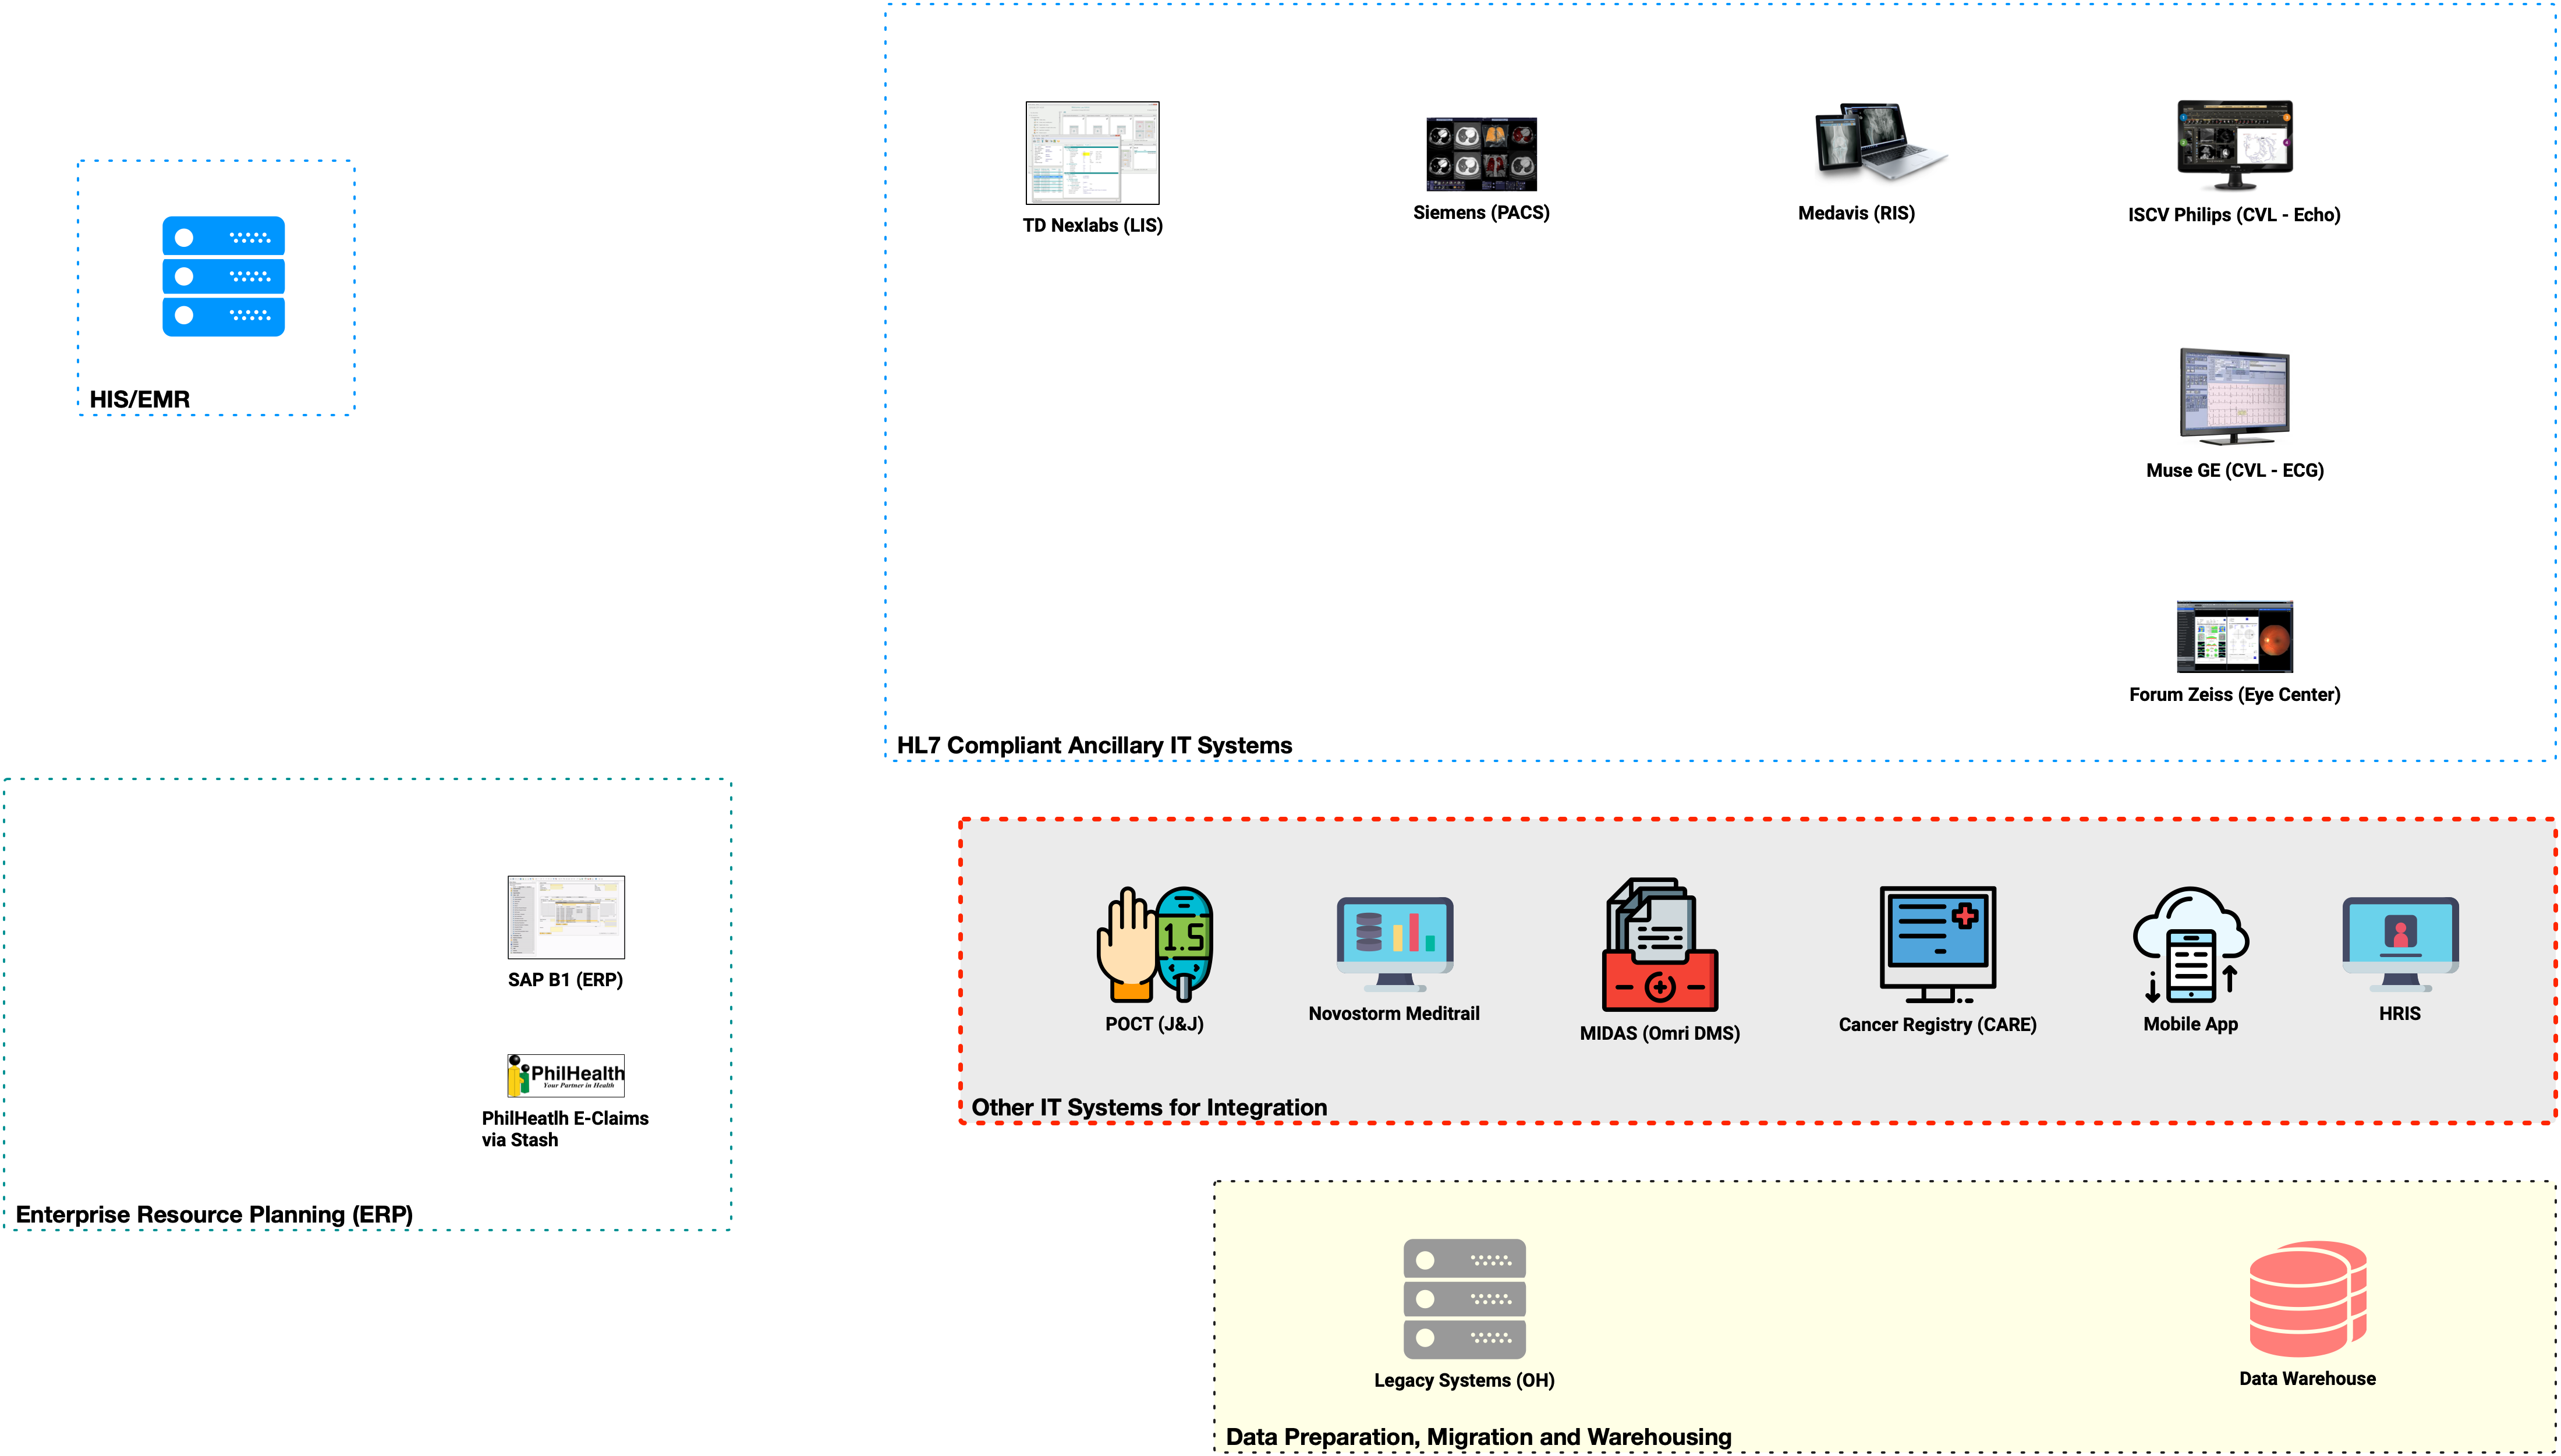 TD Nexlabs (LIS)
Siemens (PACS)
Medavis (RIS)
ISCV Philips (CVL - Echo)
HIS/EMR
Muse GE (CVL - ECG)
Forum Zeiss (Eye Center)
HL7 Compliant Ancillary IT Systems
SAP B1 (ERP)
PhilHealth
Your Partner in Health
PhilHeatlh E-Claims
via Stash
Enterprise Resource Planning (ERP)
1.5
POCT (J&J)
Novostorm Meditrail
MIDAS (Omri DMS)
Cancer Registry (CARE)
Mobile App
HRIS
Other IT Systems for Integration
Legacy Systems (OH)
Data Warehouse
Data Preparation, Migration and Warehousing